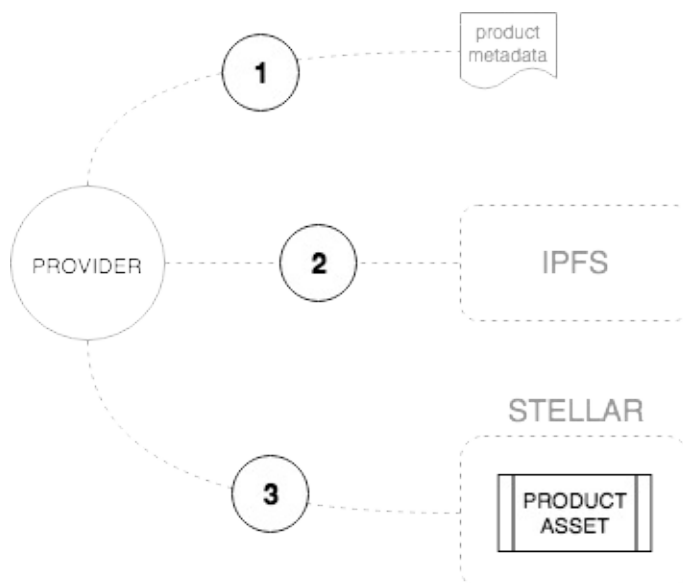 product
metadata
1
PROVIDER
2
IPFS
STELLAR
3
PRODUCT
ASSET